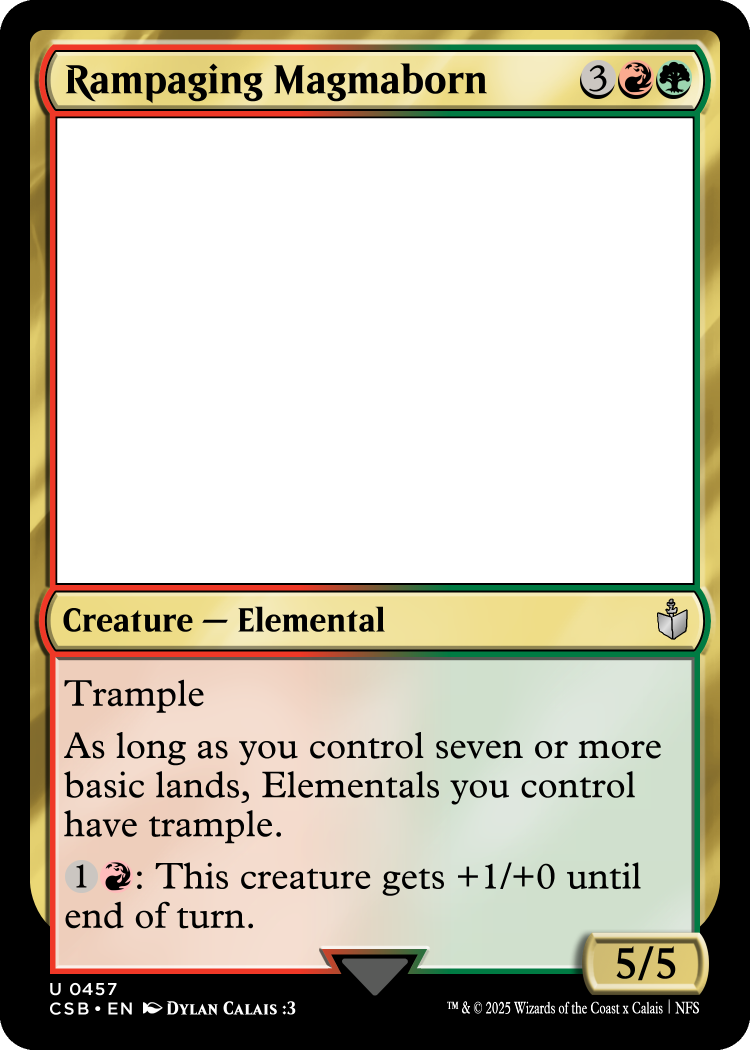 Rampaging Magmaborn 3
Creature — Elemental
Trample
As long as you control seven or more
basic lands, Elementals you control
have trample.
1 : This creature gets +1/+0 until
end of turn.
5/5
U 0457
CSB • EN DYLAN CALAIS :3
™ & © 2025 Wizards of the Coast x Calais | NFS